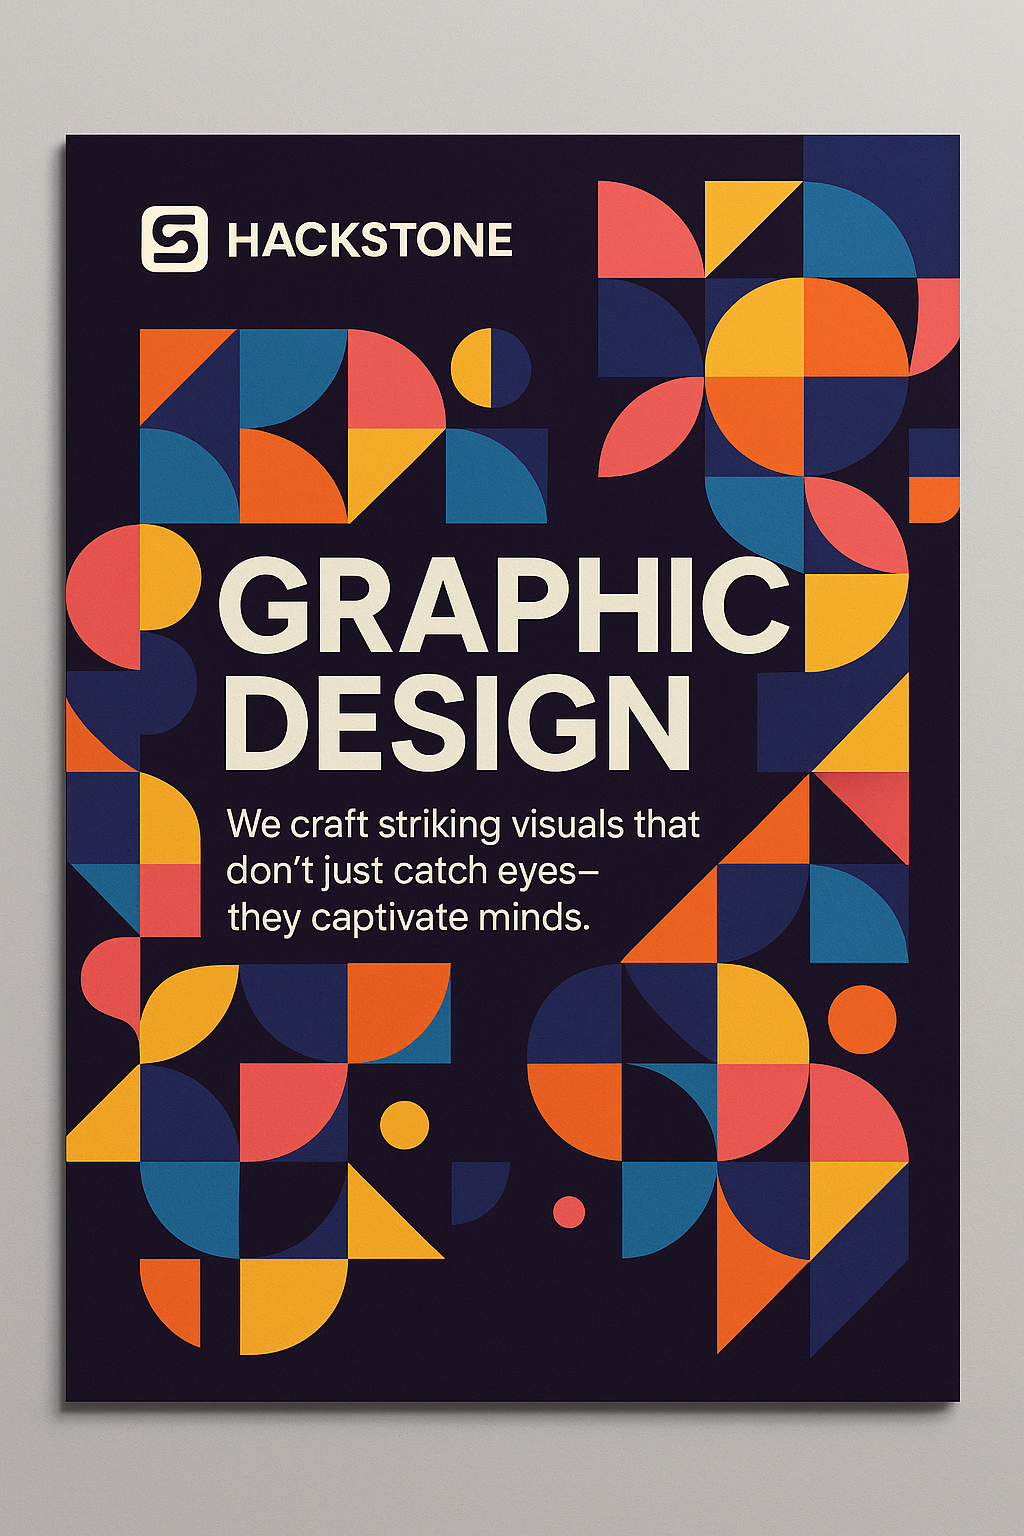 S HACKSTONE
GRAPHIC
DESIGN
We craft striking visuals that
don't just catch eyes–
they captivate minds.